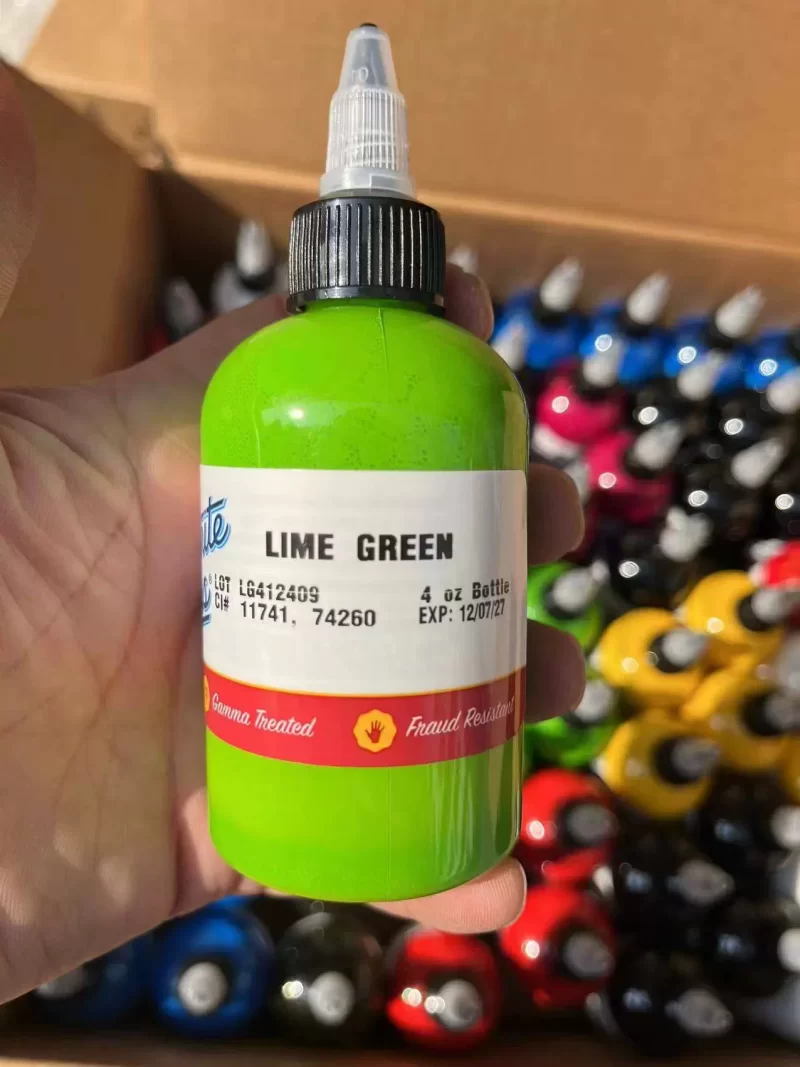 LIME GREEN
LOT LG412409
CI# 11741, 74260
4 oz Bottle
EXP: 12/07/27
Gamma Treated
Fraud Resistant